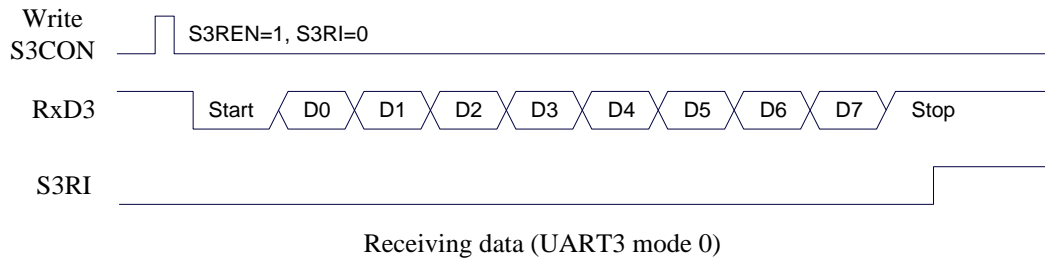 Write
S3CON
S3REN=1, S3RI=0
RxD3
Start D0 D1 D2 D3 D4 D5 D6 D7 Stop
S3RI
Receiving data (UART3 mode 0)